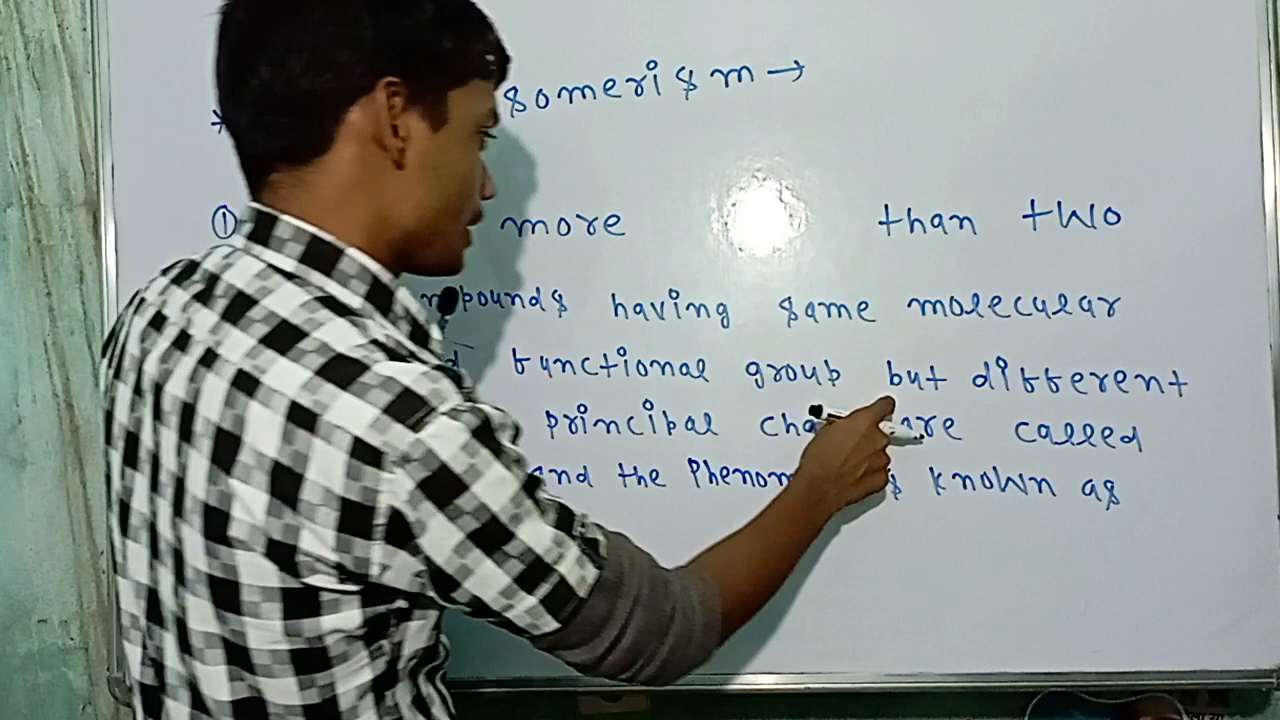 * somerism →
① more than two
mpounds having same molecular
d functional group but different
principal cha are called
and the Phenom s known as